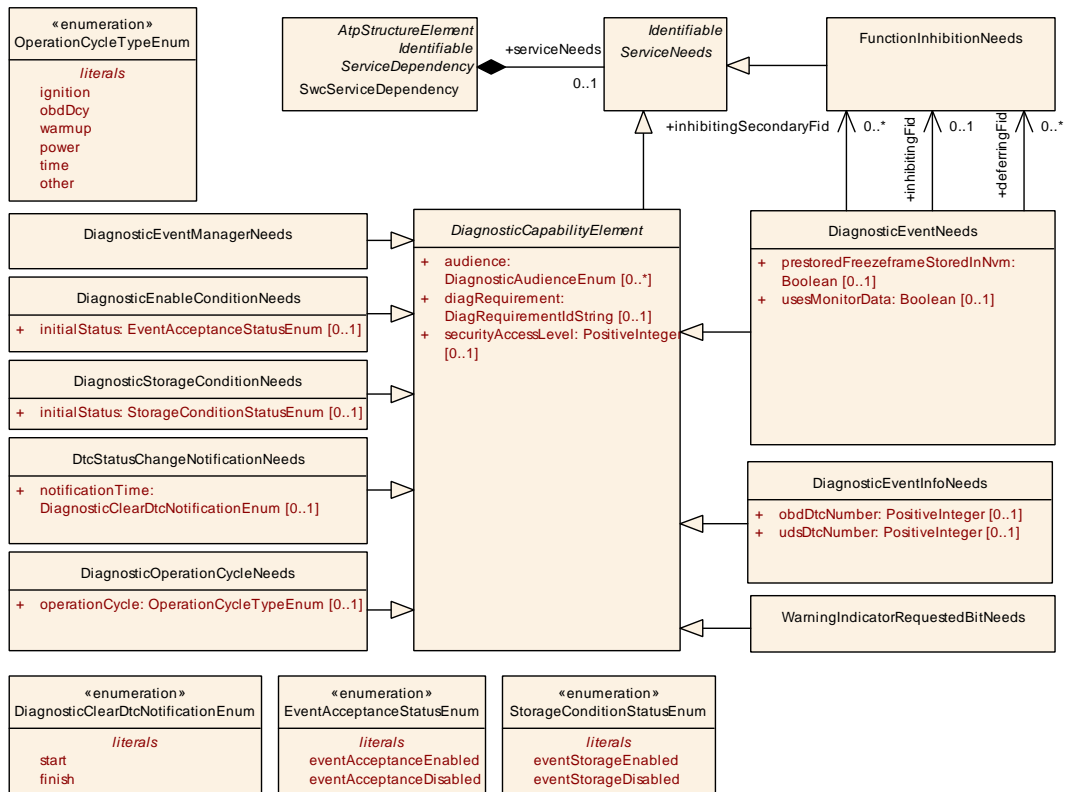 «enumeration»
OperationCycleTypeEnum
literals
ignition
obdDcy
warmup
power
time
other
AtpStructureElement
Identifiable
ServiceDependency
SwcServiceDependency
+serviceNeeds
0..1
Identifiable
ServiceNeeds
FunctionInhibitionNeeds
+inhibitingSecondaryFid
0..*
+inhibitingFid
0..1
+deferringFid
0..*
DiagnosticEventManagerNeeds
DiagnosticEnableConditionNeeds
+ initialStatus: EventAcceptanceStatusEnum [0..1]
DiagnosticStorageConditionNeeds
+ initialStatus: StorageConditionStatusEnum [0..1]
DtcStatusChangeNotificationNeeds
+ notificationTime:
DiagnosticClearDtcNotificationEnum [0..1]
DiagnosticOperationCycleNeeds
+ operationCycle: OperationCycleTypeEnum [0..1]
DiagnosticCapabilityElement
+ audience:
DiagnosticAudienceEnum [0..*]
+ diagRequirement:
DiagRequirementIdString [0..1]
+ securityAccessLevel: PositiveInteger
[0..1]
DiagnosticEventNeeds
+ prestoredFreezeframeStoredInNvm:
Boolean [0..1]
+ usesMonitorData: Boolean [0..1]
DiagnosticEventInfoNeeds
+ obdDtcNumber: PositiveInteger [0..1]
+ udsDtcNumber: PositiveInteger [0..1]
WarningIndicatorRequestedBitNeeds
«enumeration»
DiagnosticClearDtcNotificationEnum
literals
start
finish
«enumeration»
EventAcceptanceStatusEnum
literals
eventAcceptanceEnabled
eventAcceptanceDisabled
«enumeration»
StorageConditionStatusEnum
literals
eventStorageEnabled
eventStorageDisabled